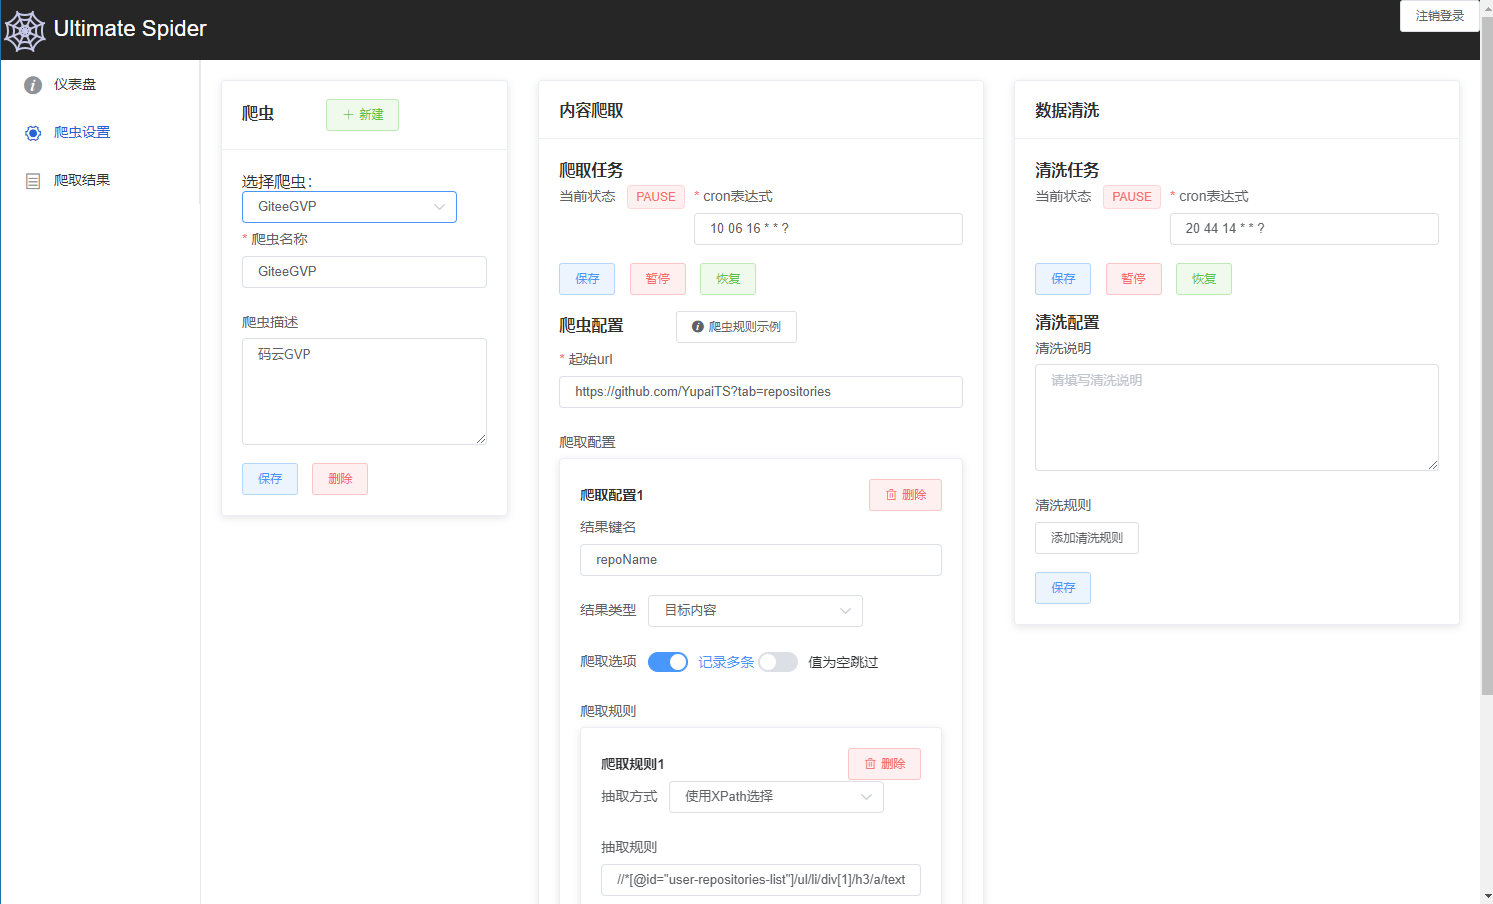 Ultimate Spider
注销登录
仪表盘
爬虫设置
爬取结果
爬虫
新建
选择爬虫：
GiteeGVP
* 爬虫名称
GiteeGVP
爬虫描述
码云GVP
保存 删除
内容爬取
爬取任务
当前状态 PAUSE * cron表达式
10 06 16 * * ?
保存 暂停 恢复
爬虫配置 爬虫规则示例
* 起始url
https://github.com/YupaiTS?tab=repositories
爬取配置
爬取配置1 删除
结果键名
repoName
结果类型 目标内容
爬取选项 记录多条 值为空跳过
爬取规则
爬取规则1 删除
抽取方式 使用XPath选择
抽取规则
//*[@id="user-repositories-list"]/ul/li/div[1]/h3/a/text
数据清洗
清洗任务
当前状态 PAUSE * cron表达式
20 44 14 * * ?
保存 暂停 恢复
清洗配置
清洗说明
请填写清洗说明
清洗规则
添加清洗规则
保存